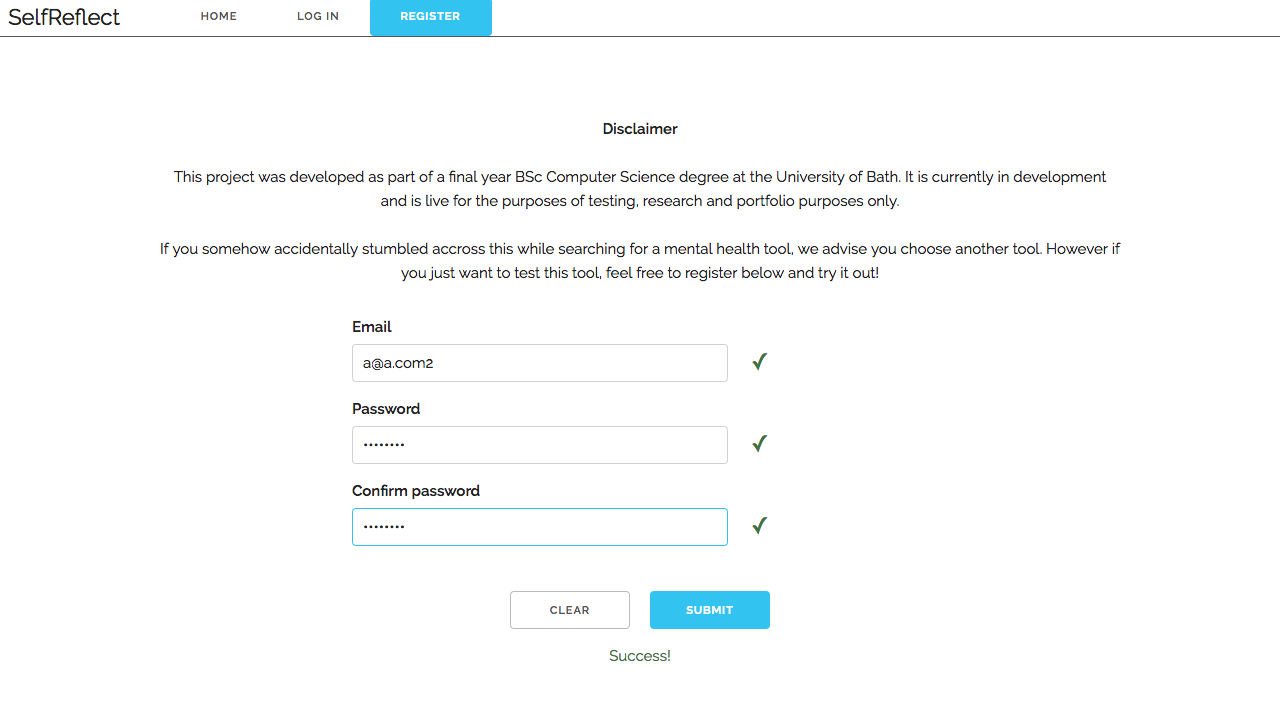 SelfReflect
HOME
LOG IN
REGISTER
Disclaimer
This project was developed as part of a final year BSc Computer Science degree at the University of Bath. It is currently in development
and is live for the purposes of testing, research and portfolio purposes only.
If you somehow accidentally stumbled accross this while searching for a mental health tool, we advise you choose another tool. However if
you just want to test this tool, feel free to register below and try it out!
Email
a@a.com2
Password
••••••••
Confirm password
••••••••
CLEAR
SUBMIT
Success!